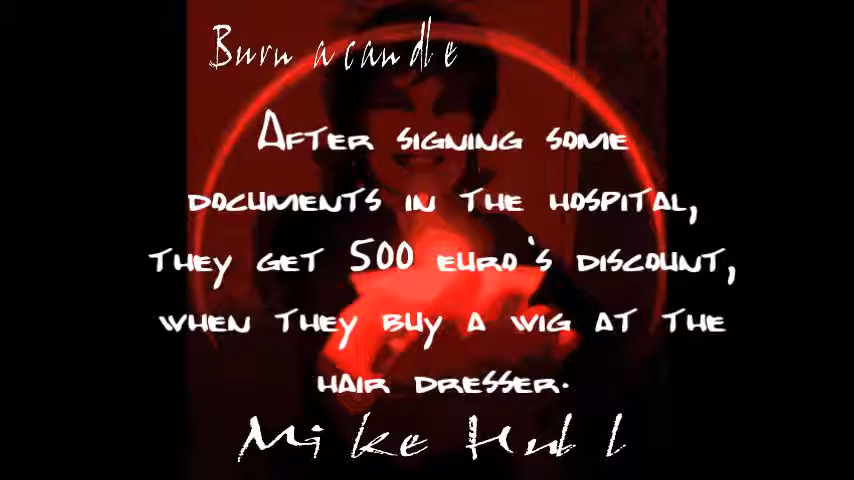 Burn a candle
After signing some
documents in the hospital,
they get 500 euro's discount,
when they buy a wig at the
hair dresser.
Mike Hull